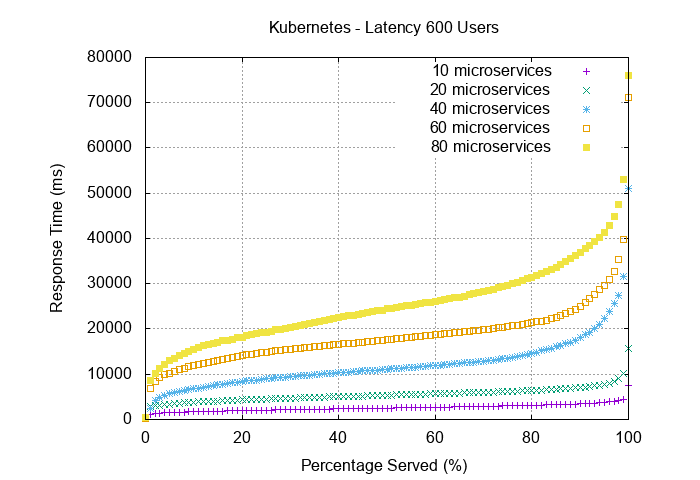 Kubernetes - Latency 600 Users
80000
70000
60000
50000
40000
30000
20000
10000
0
Response Time (ms)
10 microservices
20 microservices
40 microservices
60 microservices
80 microservices
0 20 40 60 80 100
Percentage Served (%)